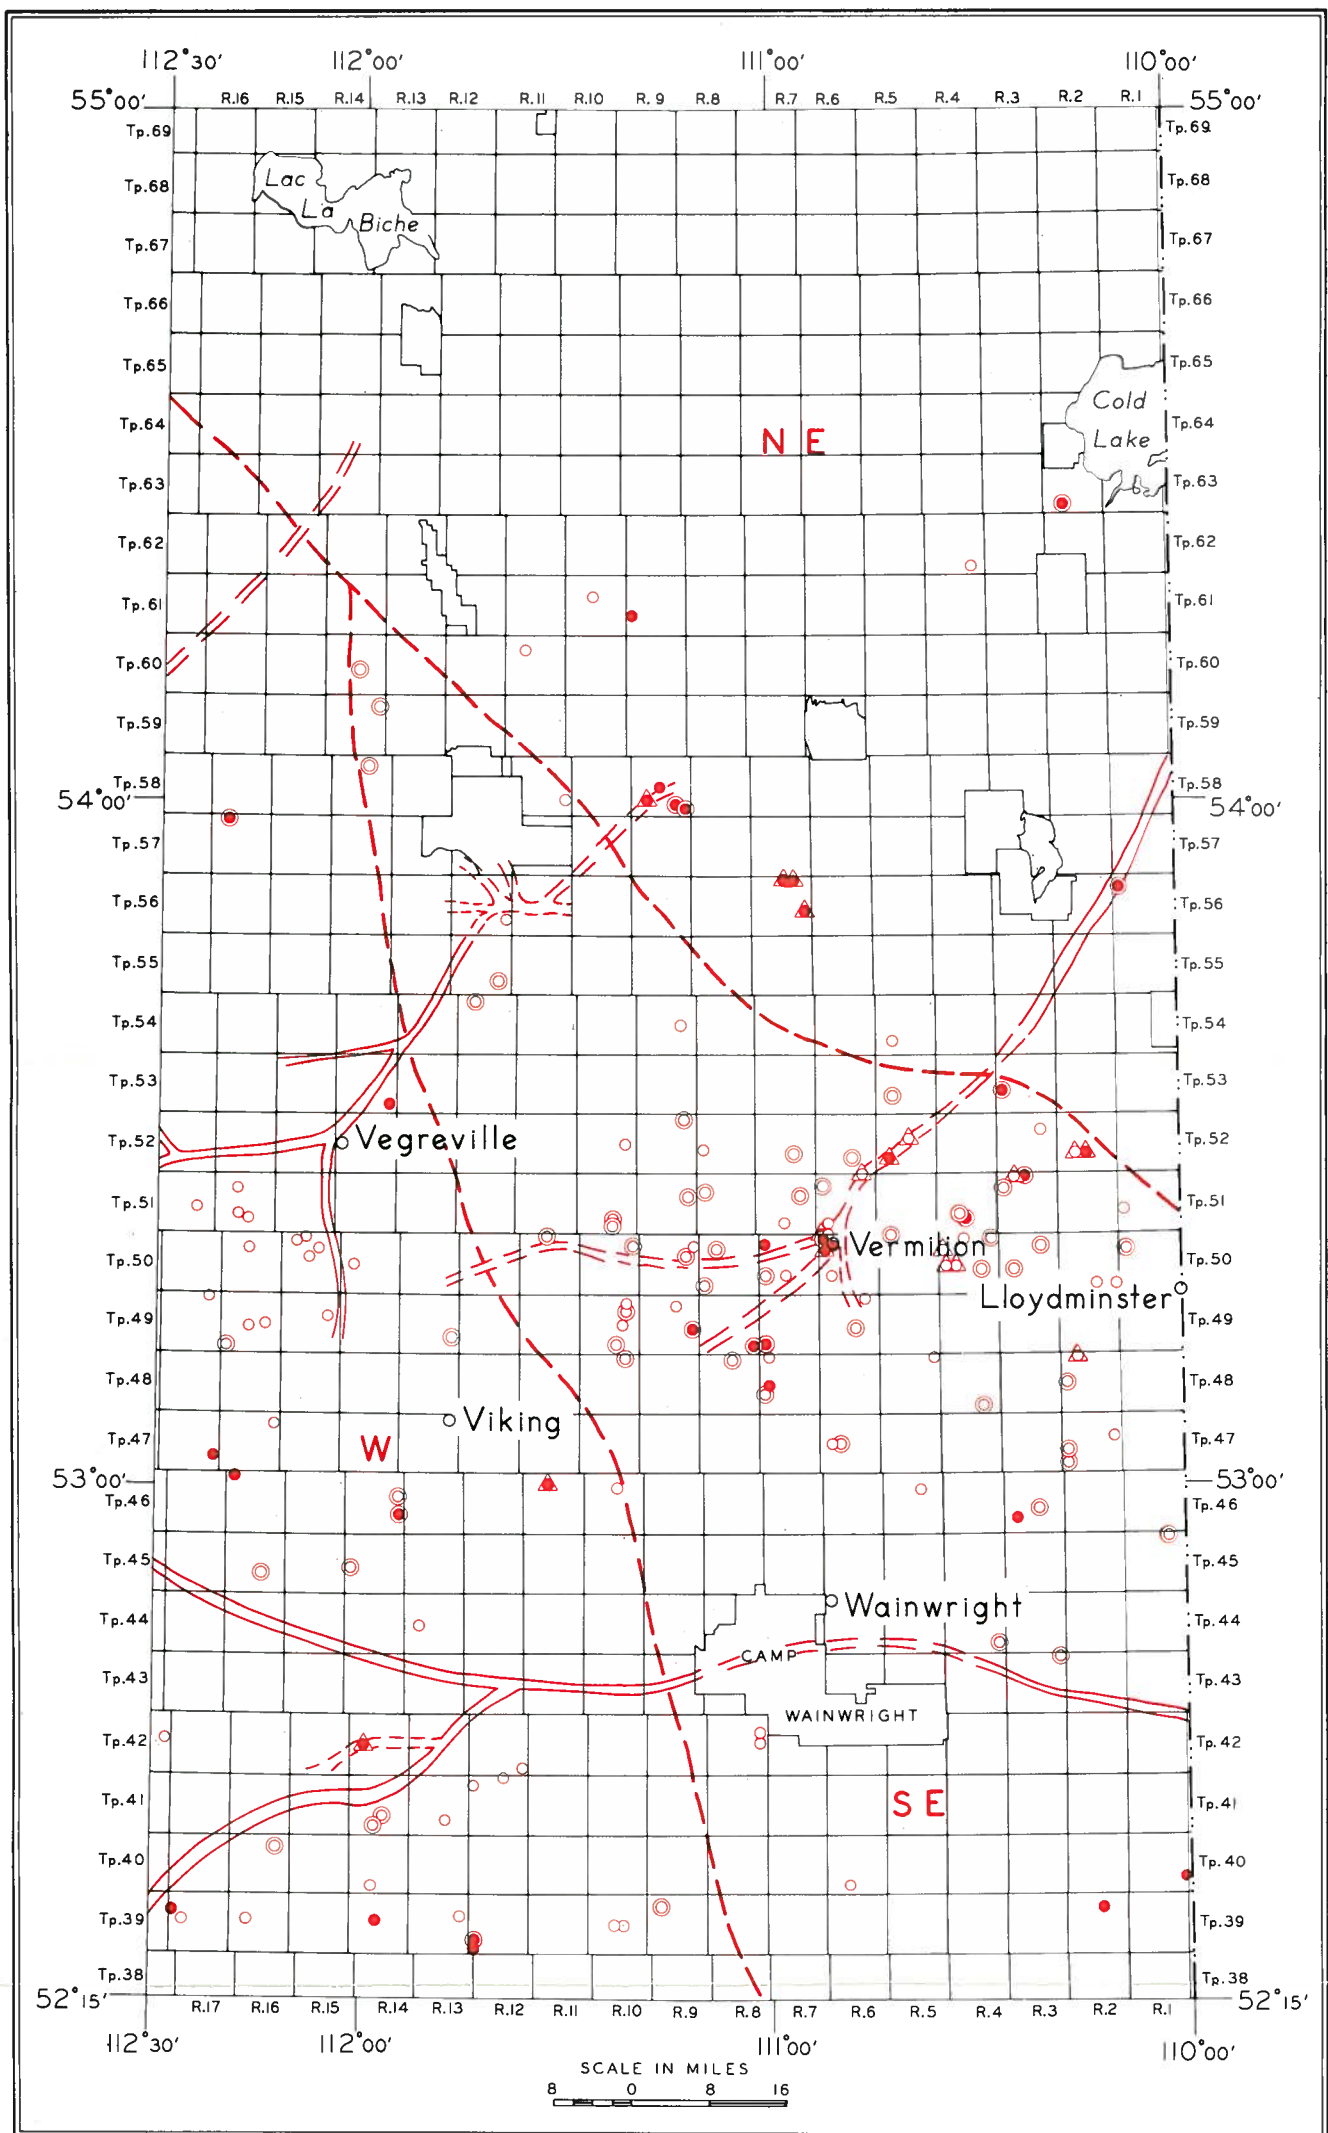 112°30′ 112°00′ 111°00′ 110°00′
R.16 R.15 R.14 R.13 R.12 R.11 R.10 R.9 R.8 R.7 R.6 R.5 R.4 R.3 R.2 R.1
55°00′ 55°00′
Tp.69 Tp.69
Lac
Tp.68 Tp.68
La
Biche
Tp.67 Tp.67
Tp.66 Tp.66
Tp.65 Tp.65
Cold
Tp.64 Tp.64
NE Lake
Tp.63 Tp.63
Tp.62 Tp.62
Tp.61 Tp.61
Tp.60 Tp.60
Tp.59 Tp.59
Tp.58 Tp.58
54°00′ 54°00′
Tp.57 Tp.57
Tp.56 Tp.56
Tp.55 Tp.55
Tp.54 Tp.54
Tp.53 Tp.53
Tp.52 Vegreville Tp.52
Tp.51 Tp.51
Tp.50 Vermilion Tp.50
Lloydminster
Tp.49 Tp.49
Tp.48 Tp.48
Viking
Tp.47 W Tp.47
53°00′ 53°00′
Tp.46 Tp.46
Tp.45 Tp.45
Wainwright
Tp.44 Tp.44
CAMP
Tp.43 Tp.43
WAINWRIGHT
Tp.42 Tp.42
Tp.41 SE Tp.41
Tp.40 Tp.40
Tp.39 Tp.39
Tp.38 Tp.38
52°15′ 52°15′
R.17 R.16 R.15 R.14 R.13 R.12 R.11 R.10 R.9 R.8 R.7 R.6 R.5 R.4 R.3 R.2 R.1
112°30′ 112°00′ 111°00′ 110°00′
SCALE IN MILES
8 0 8 16